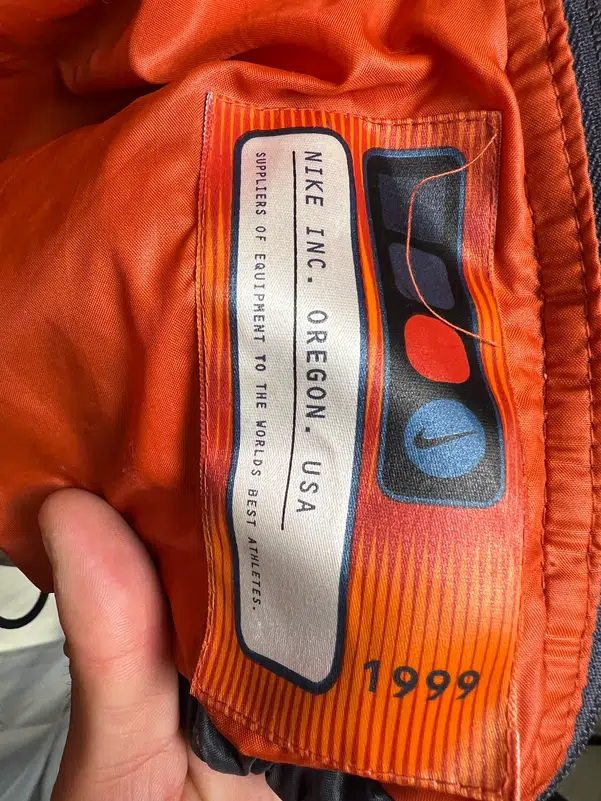 NIKE INC. OREGON. USA
SUPPLIERS OF EQUIPMENT TO THE WORLDS BEST ATHLETES.
1999